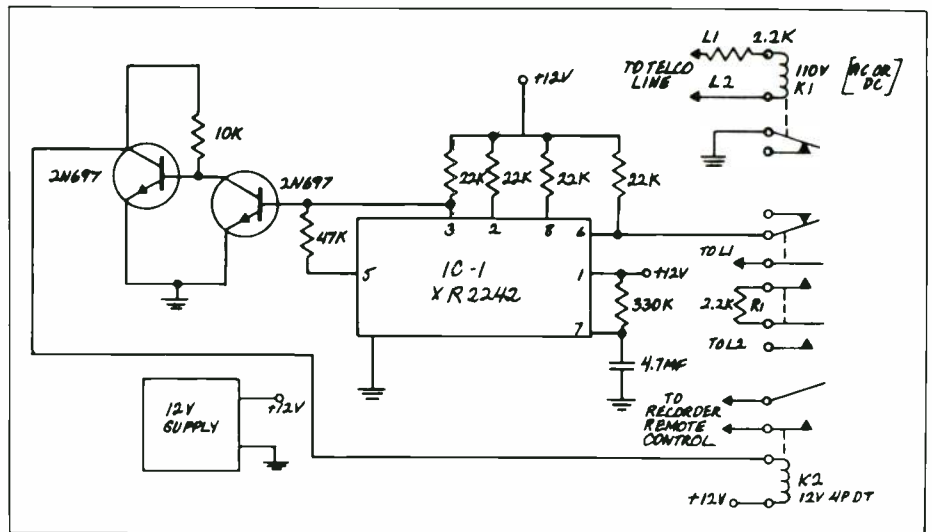 L1 2.2K
TO TELCO
LINE
L2
110V
K1
[AC OR
DC]
+12V
10K
2N697
2N697
22K 22K 22K 22K
47K
3 2 8 6
5
1
7
IC-1
XR2242
+12V
330K
4.7MF
TO L1
2.2K R1
TO L2
TO
RECORDER
REMOTE
CONTROL
12V
SUPPLY
+12V
+12V
K2
12V 4PDT